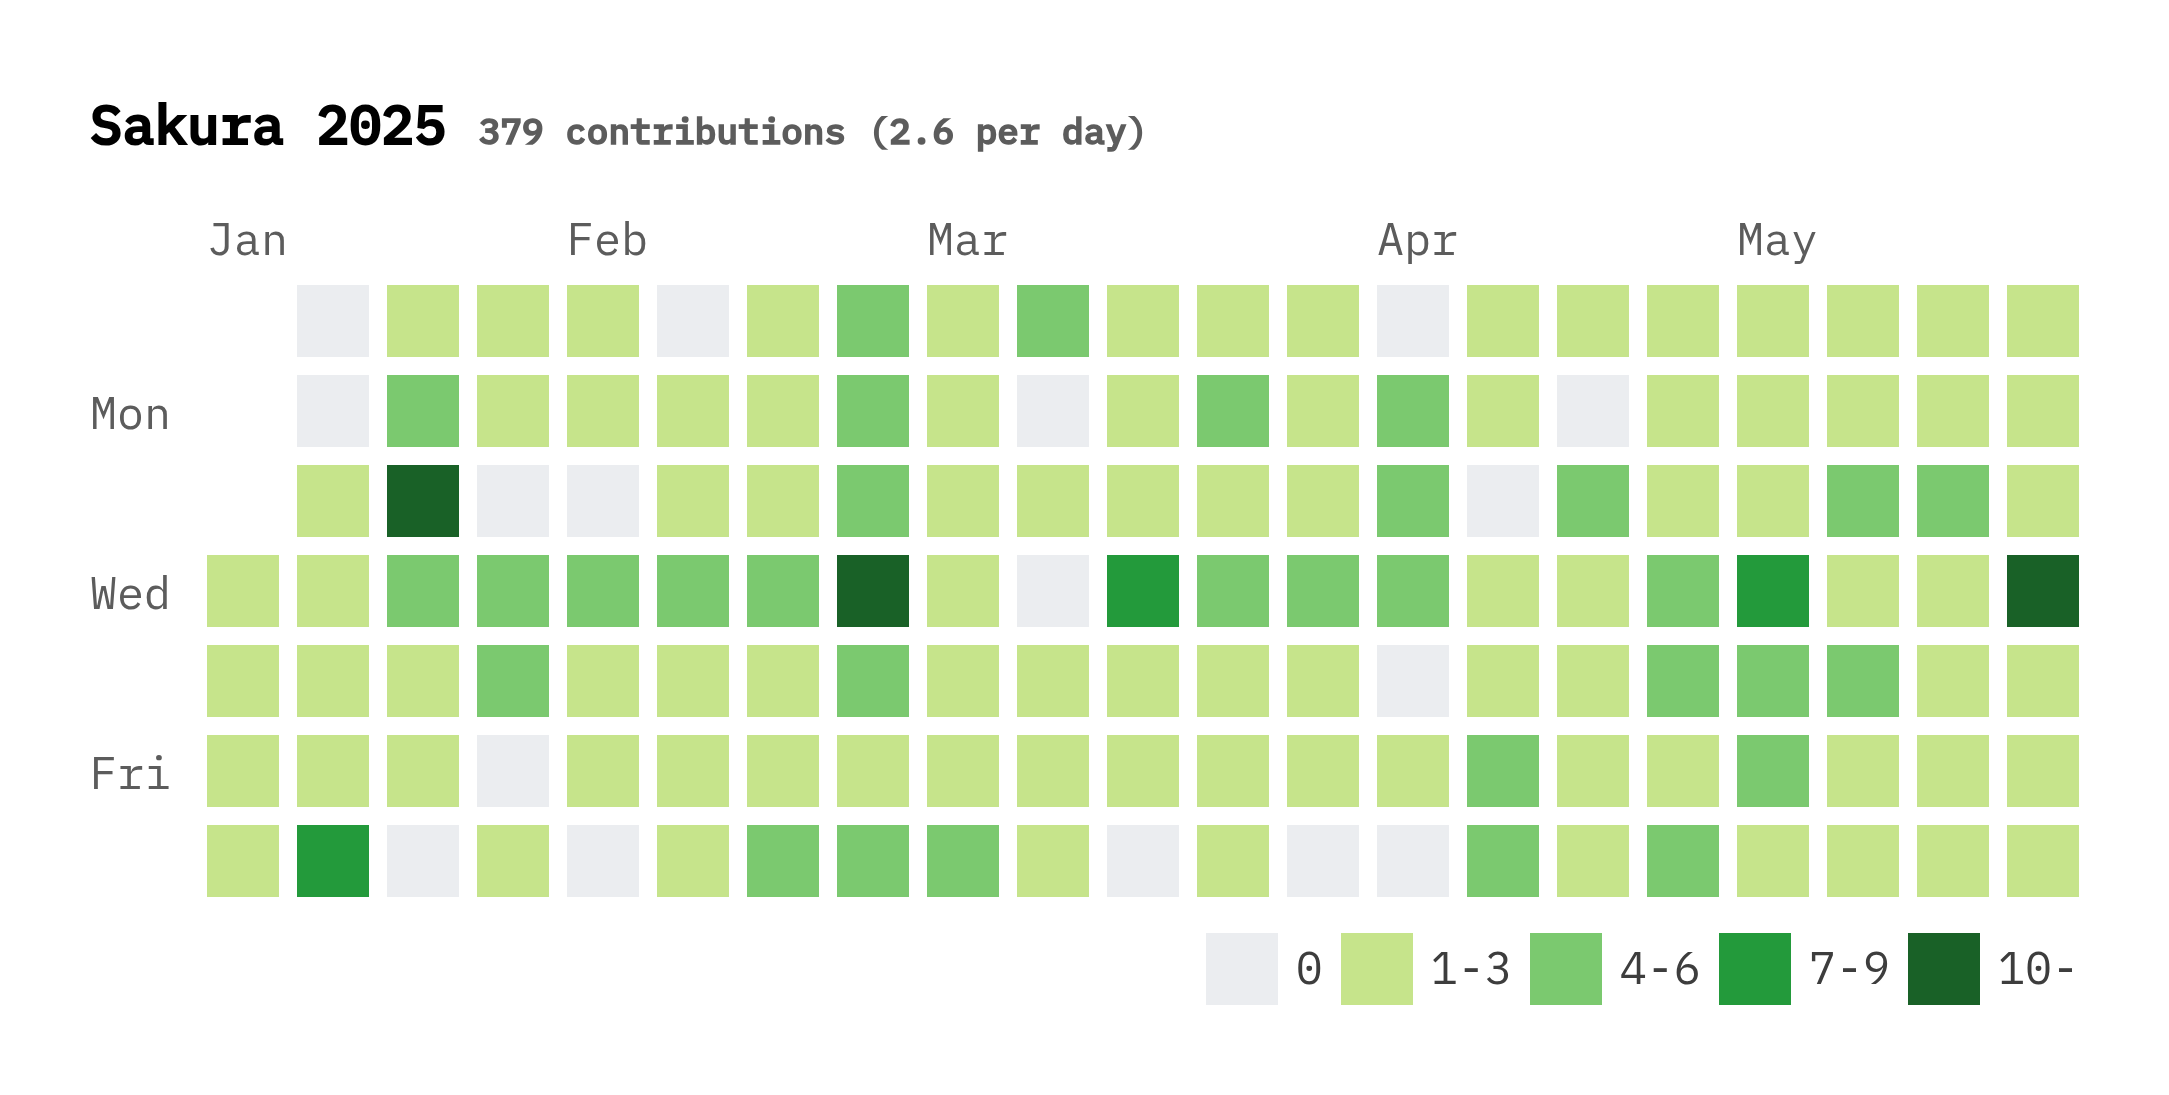 Sakura 2025 379 contributions (2.6 per day)
Jan Feb Mar Apr May
Mon
Wed
Fri
0 1-3 4-6 7-9 10-